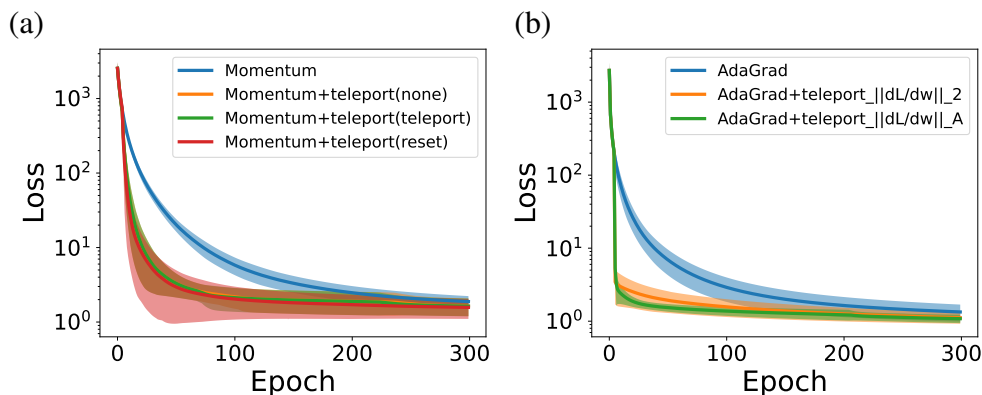 (a)
Loss
10³
10²
10¹
10⁰
Momentum
Momentum+teleport(none)
Momentum+teleport(teleport)
Momentum+teleport(reset)
0 100 200 300
Epoch
(b)
Loss
10³
10²
10¹
10⁰
AdaGrad
AdaGrad+teleport_||dL/dw||_2
AdaGrad+teleport_||dL/dw||_A
0 100 200 300
Epoch